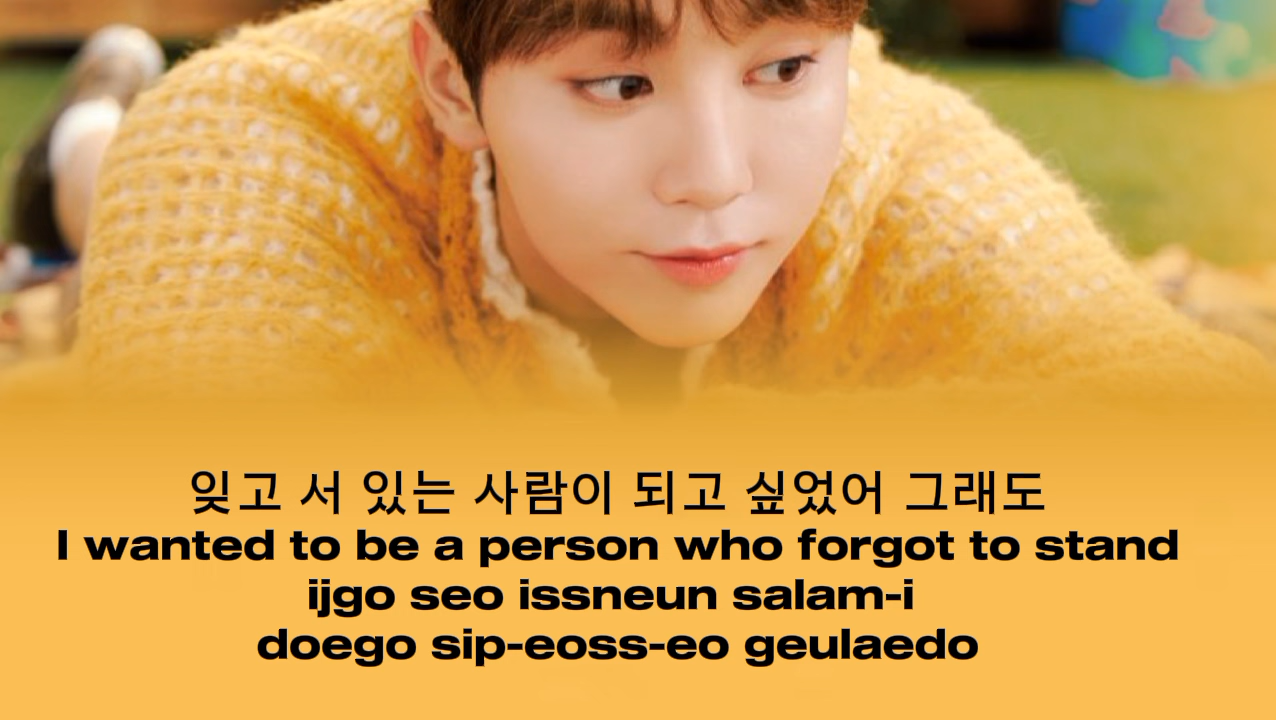 잊고 서 있는 사람이 되고 싶었어 그래도
I wanted to be a person who forgot to stand
ijgo seo issneun salam-i
doego sip-eoss-eo geulaedo